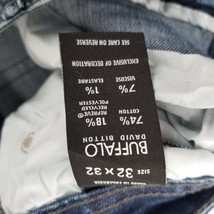 SIZE 32 X 32
DAVID BITTON
BUFFALO
74% COTTON 18% RECYCLED POLYESTER
7% VISCOSE 1% ELASTANE
EXCLUSIVE OF DECORATION
SEE CARE ON REVERSE